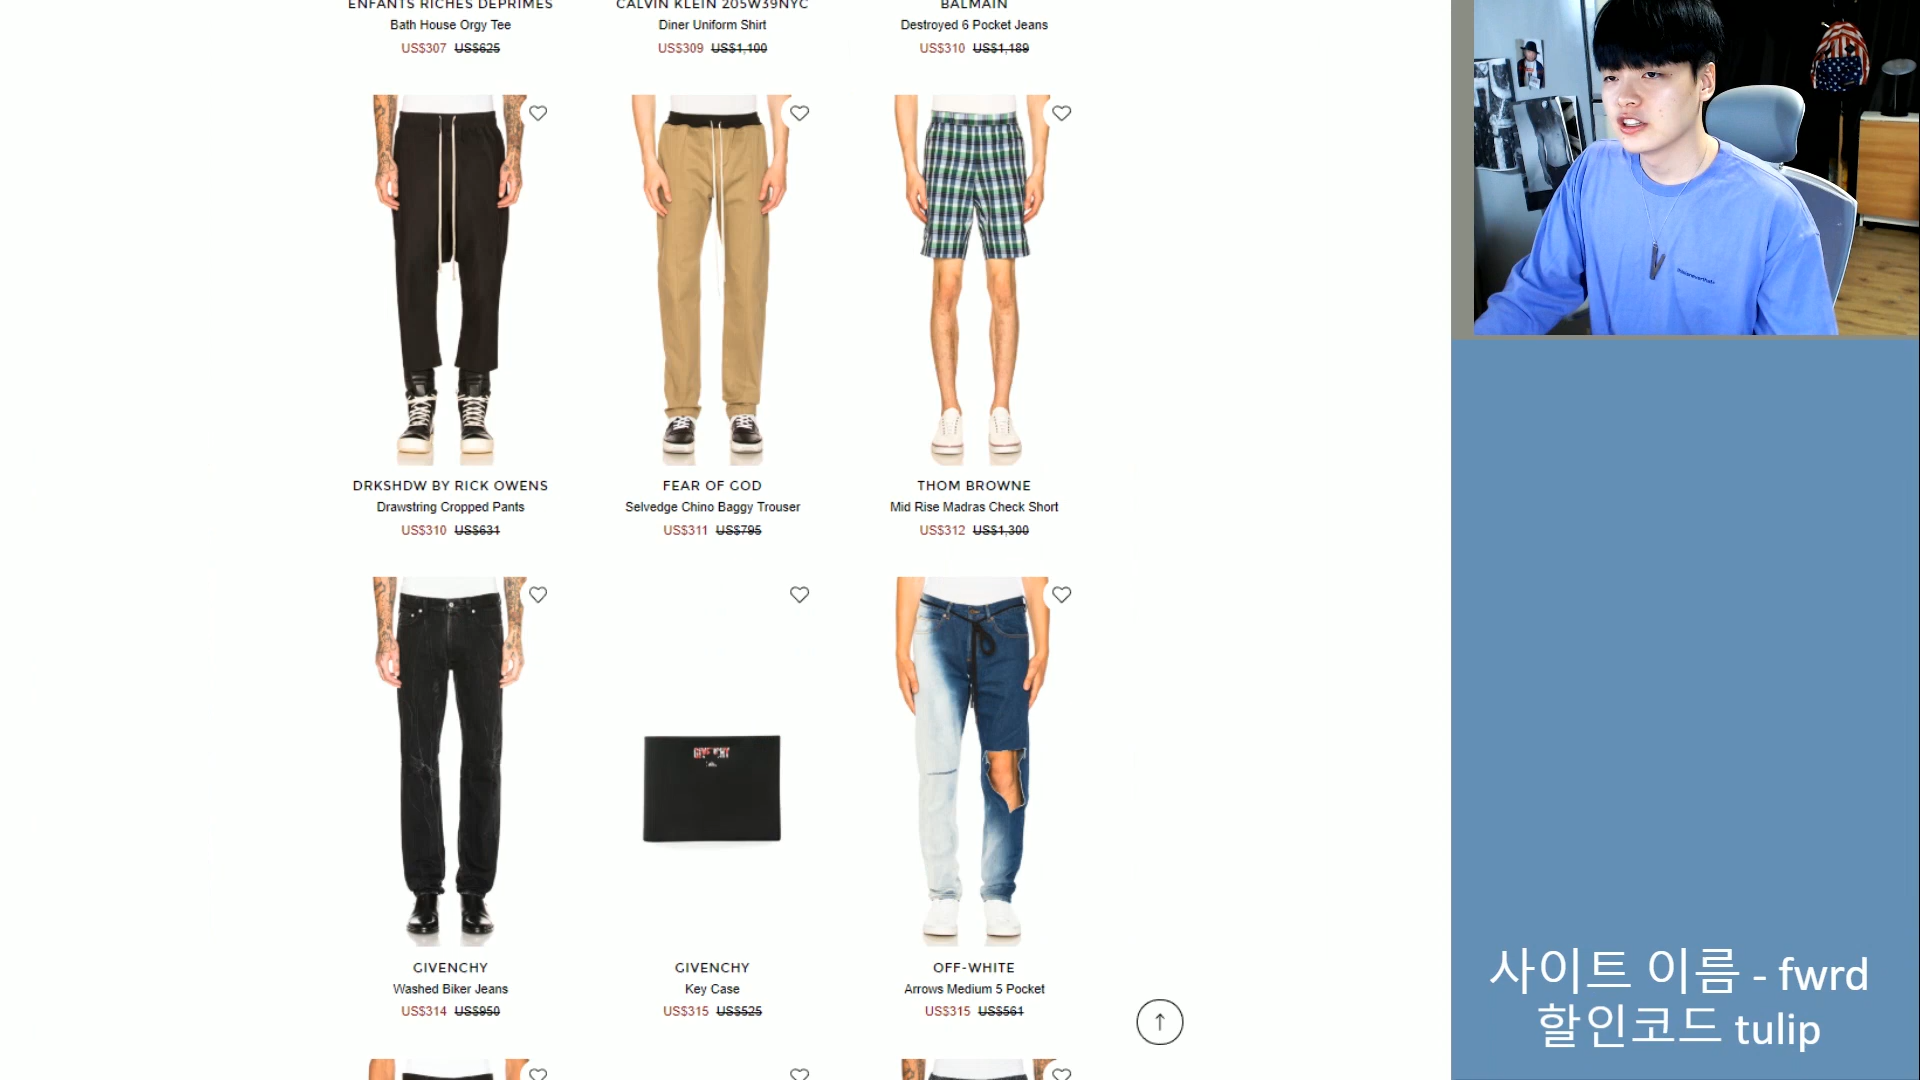 ENFANTS RICHES DEPRIMES
Bath House Orgy Tee
US$307 US$625
CALVIN KLEIN 205W39NYC
Diner Uniform Shirt
US$309 US$1,100
BALMAIN
Destroyed 6 Pocket Jeans
US$310 US$1,189
DRKSHDW BY RICK OWENS
Drawstring Cropped Pants
US$310 US$631
FEAR OF GOD
Selvedge Chino Baggy Trouser
US$311 US$795
THOM BROWNE
Mid Rise Madras Check Short
US$312 US$1,300
GIVENCHY
GIVENCHY
Washed Biker Jeans
US$314 US$950
GIVENCHY
Key Case
US$315 US$525
OFF-WHITE
Arrows Medium 5 Pocket
US$315 US$561
사이트 이름 - fwrd
할인코드 tulip